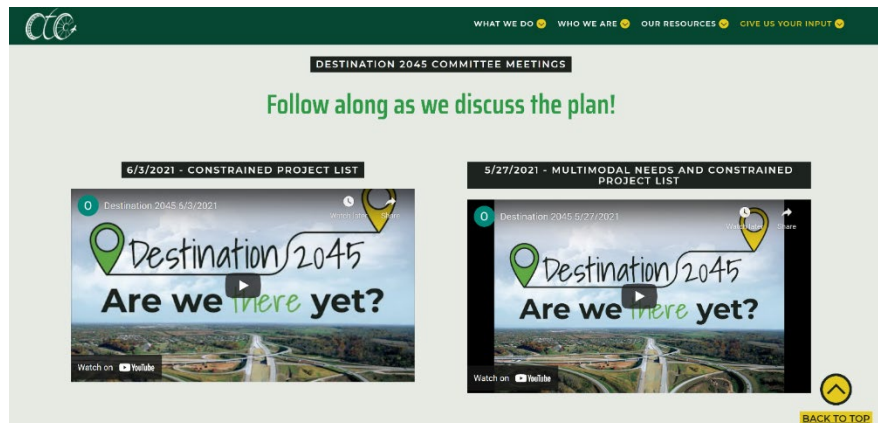 WHAT WE DO
WHO WE ARE
OUR RESOURCES
GIVE US YOUR INPUT
DESTINATION 2045 COMMITTEE MEETINGS
Follow along as we discuss the plan!
6/3/2021 - CONSTRAINED PROJECT LIST
O Destination 2045 6/3/2021
Watch later
Share
Destination 2045
Are we there yet?
Watch on YouTube
5/27/2021 - MULTIMODAL NEEDS AND CONSTRAINED
PROJECT LIST
O Destination 2045 5/27/2021
Watch later
Share
Destination 2045
Are we there yet?
Watch on YouTube
BACK TO TOP